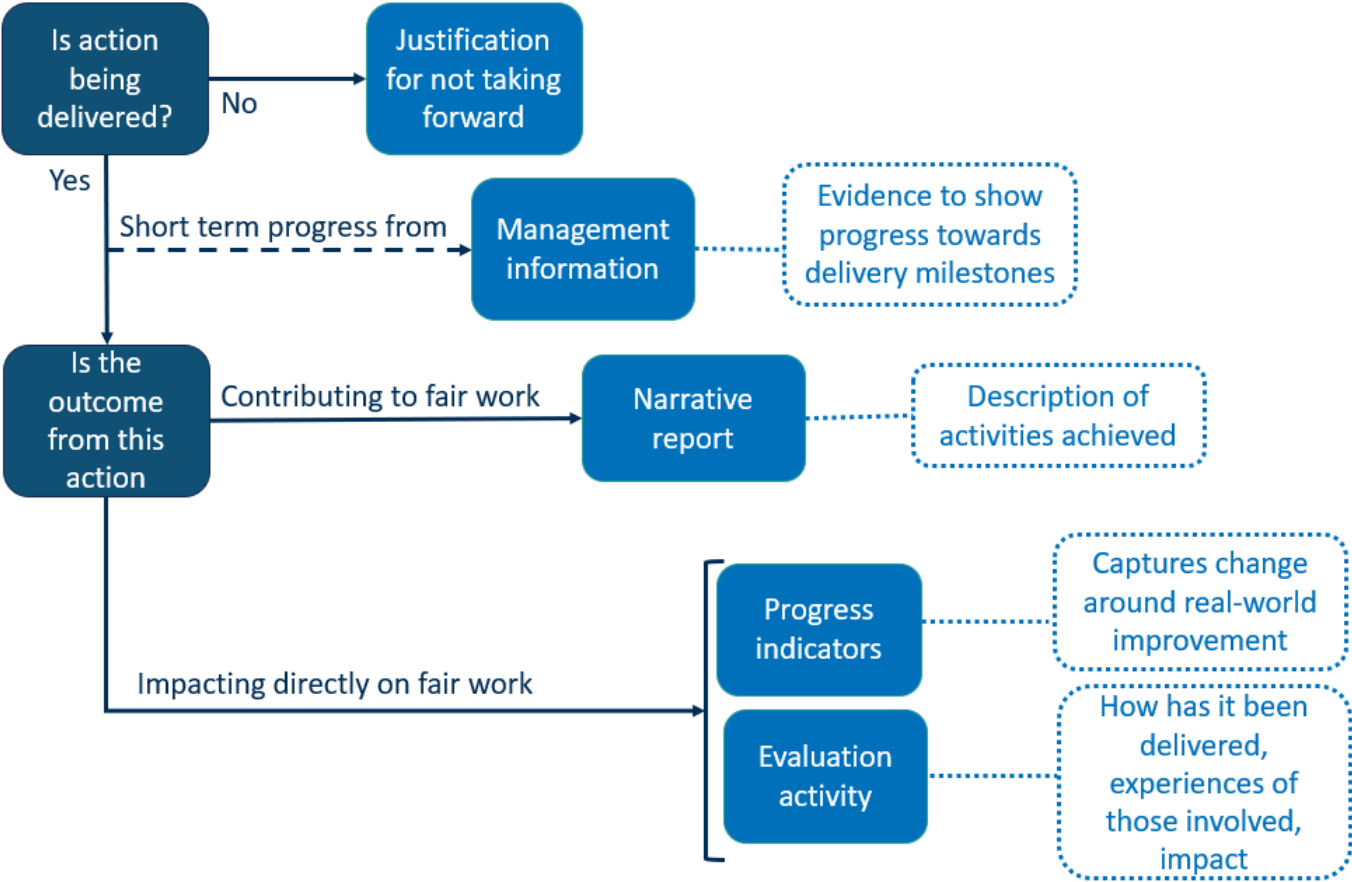 Is action
being
delivered?
No
Justification
for not taking
forward
Yes
Short term progress from
Management
information
Evidence to show
progress towards
delivery milestones
Is the
outcome
from this
action
Contributing to fair work
Narrative
report
Description of
activities achieved
Impacting directly on fair work
Progress
indicators
Captures change
around real-world
improvement
Evaluation
activity
How has it been
delivered,
experiences of
those involved,
impact